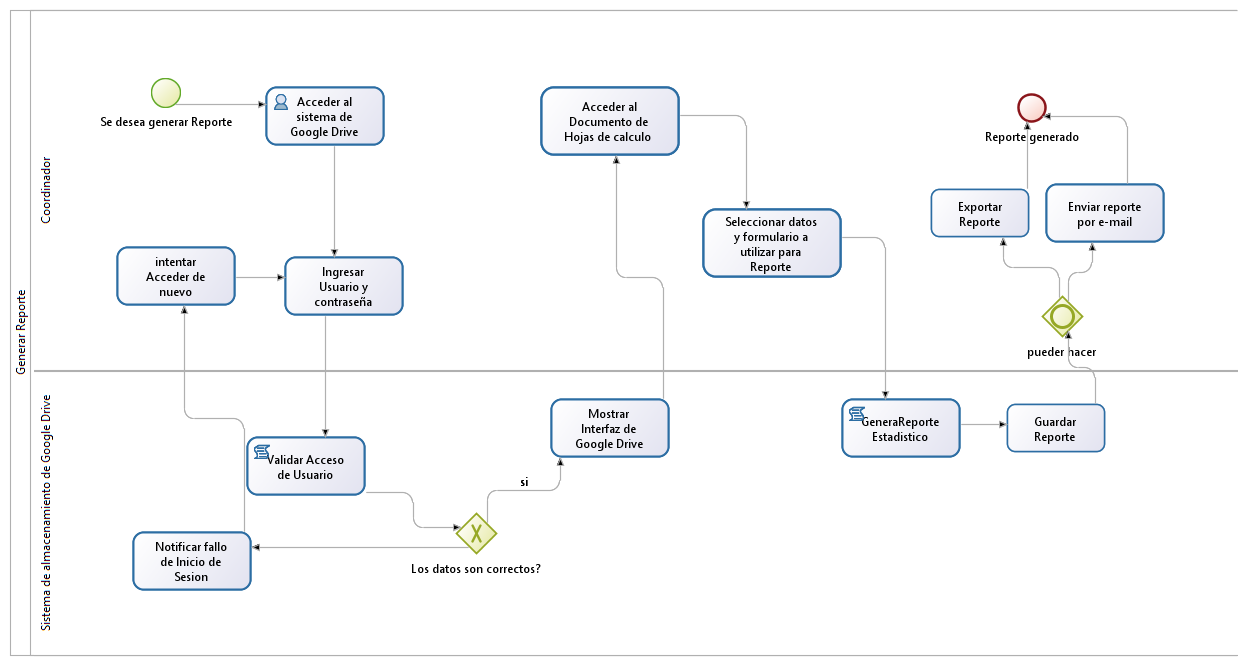 Generar Reporte
Coordinador
Se desea generar Reporte
Acceder al
sistema de
Google Drive
intentar
Acceder de
nuevo
Ingresar
Usuario y
contraseña
Acceder al
Documento de
Hojas de calculo
Seleccionar datos
y formulario a
utilizar para
Reporte
Reporte generado
Exportar
Reporte
Enviar reporte
por e-mail
pueder hacer
Sistema de almacenamiento de Google Drive
Validar Acceso
de Usuario
Notificar fallo
de Inicio de
Sesion
Los datos son correctos?
si
Mostrar
Interfaz de
Google Drive
GeneraReporte
Estadistico
Guardar
Reporte